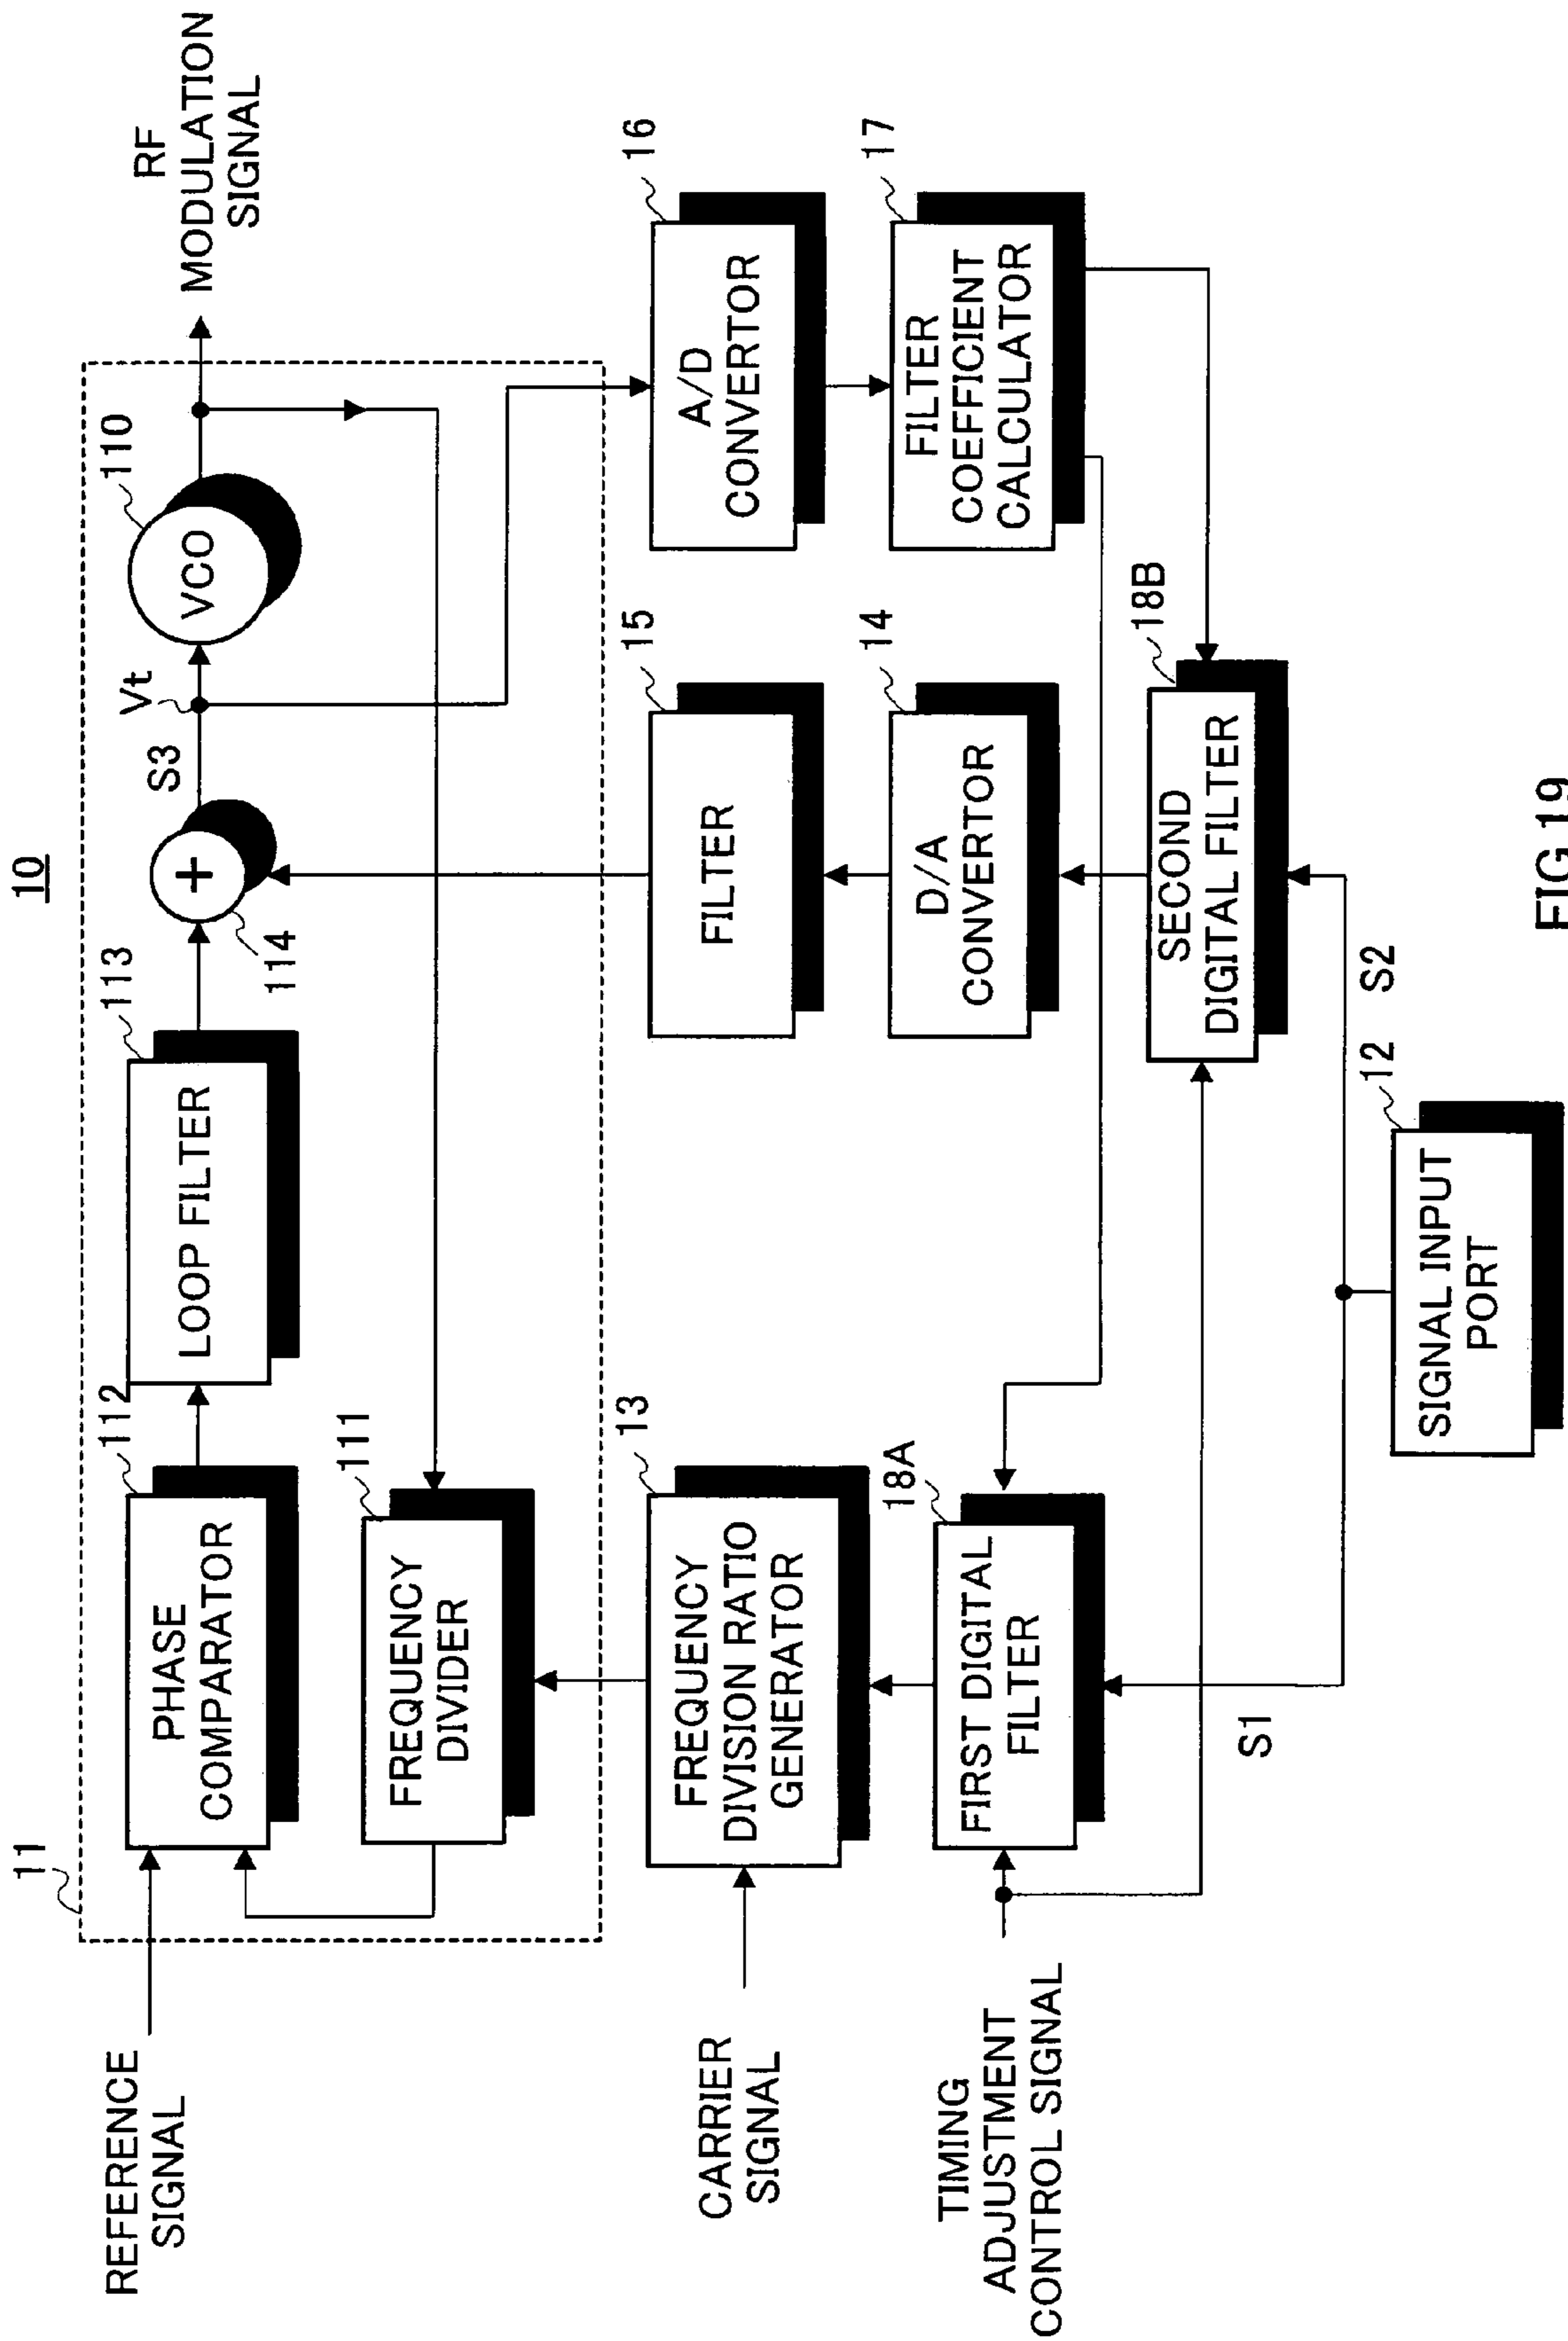 10
11
REFERENCE
SIGNAL
112
PHASE
COMPARATOR
113
LOOP FILTER
114
+
S3
Vt
110
VCO
RF
MODULATION
SIGNAL
111
FREQUENCY
DIVIDER
CARRIER
SIGNAL
13
FREQUENCY
DIVISION RATIO
GENERATOR
15
FILTER
16
A/D
CONVERTOR
TIMING
ADJUSTMENT
CONTROL SIGNAL
18A
FIRST DIGITAL
FILTER
14
D/A
CONVERTOR
17
FILTER
COEFFICIENT
CALCULATOR
18B
SECOND
DIGITAL FILTER
S1
S2
12
SIGNAL INPUT
PORT
FIG.19